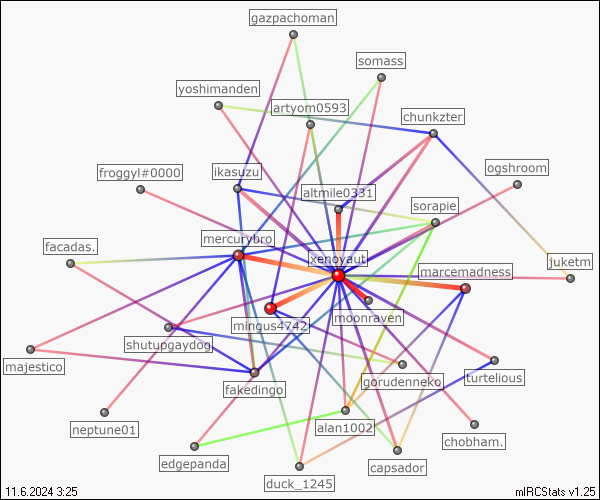 gazpachoman
somass
yoshimanden
artyom0593
chunkzter
froggyl#0000
ikasuzu
ogshroom
altmile0331
sorapie
mercurybro
facadas.
xenoyaut
juketm
marcemadness
moonraven
mingus4742
shutupgaydog
majestico
gorudenneko
turtelious
fakedingo
neptune01
alan1002
chobham.
edgepanda
capsador
duck_1245
11.6.2024 3:25
mIRCStats v1.25